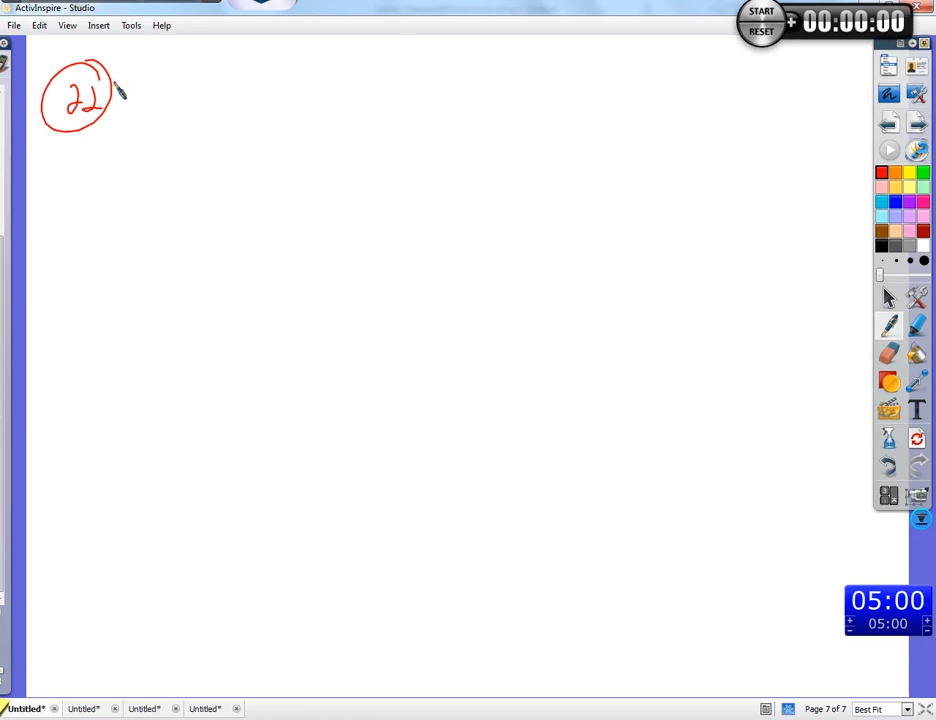 ActivInspire - Studio
START
RESET
+ 00:00:00
File Edit View Insert Tools Help
21
T
05:00
+ 05:00 +
Untitled* Untitled* Untitled* Untitled*
Page 7 of 7 Best Fit